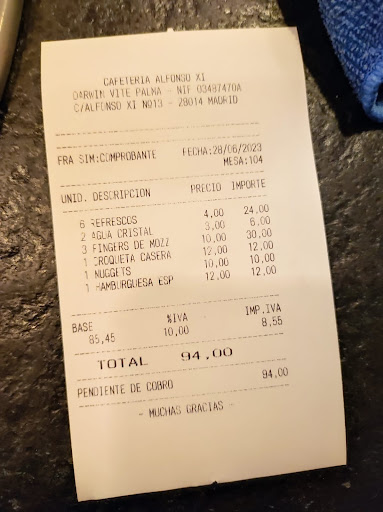 CAFETERIA ALFONSO XI
DARWIN VITE PALMA - NIF 03487470A
C/ALFONSO XI Nº13 - 28014 MADRID
FRA SIM:COMPROBANTE FECHA:28/06/2023
MESA:104
UNID. DESCRIPCION PRECIO IMPORTE
6 REFRESCOS 4,00 24,00
2 AGUA CRISTAL 3,00 6,00
3 FINGERS DE MOZZ 10,00 30,00
1 CROQUETA CASERA 12,00 12,00
1 NUGGETS 10,00 10,00
1 HAMBURGUESA ESP 12,00 12,00
BASE %IVA IMP.IVA
85,45 10,00 8,55
TOTAL 94,00
PENDIENTE DE COBRO 94,00
- MUCHAS GRACIAS -